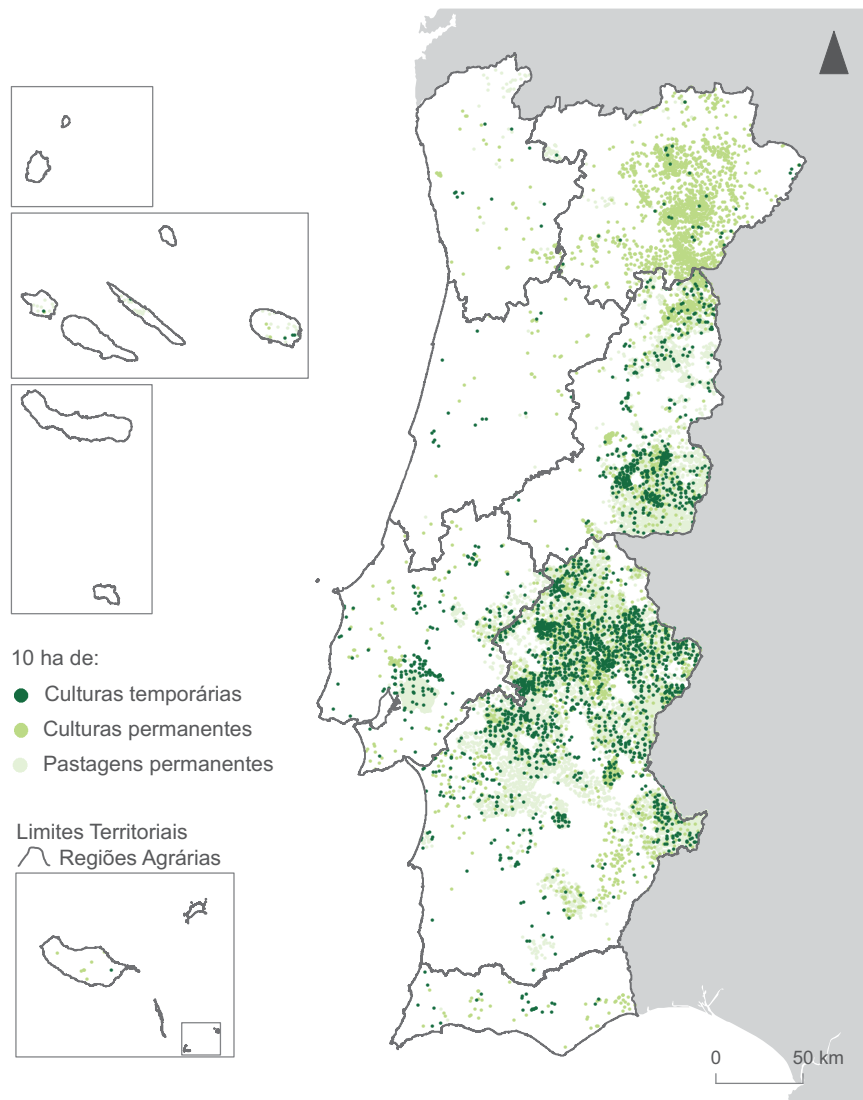 10 ha de:
Culturas temporárias
Culturas permanentes
Pastagens permanentes
Limites Territoriais
Regiões Agrárias
0 50 km